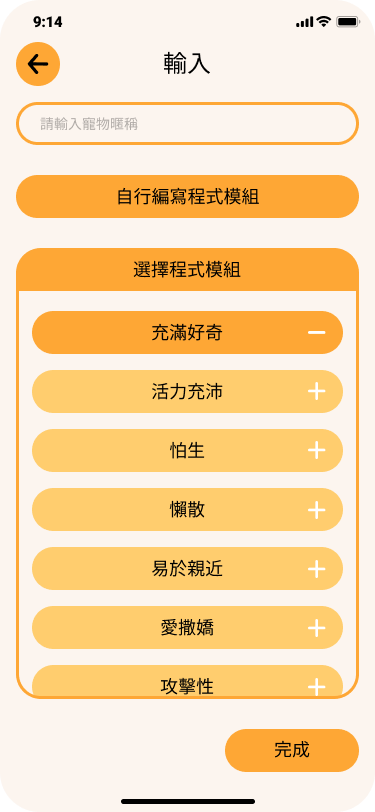 9:14
輸入
請輸入寵物暱稱
自行編寫程式模組
選擇程式模組
充滿好奇
活力充沛
怕生
懶散
易於親近
愛撒嬌
攻擊性
完成